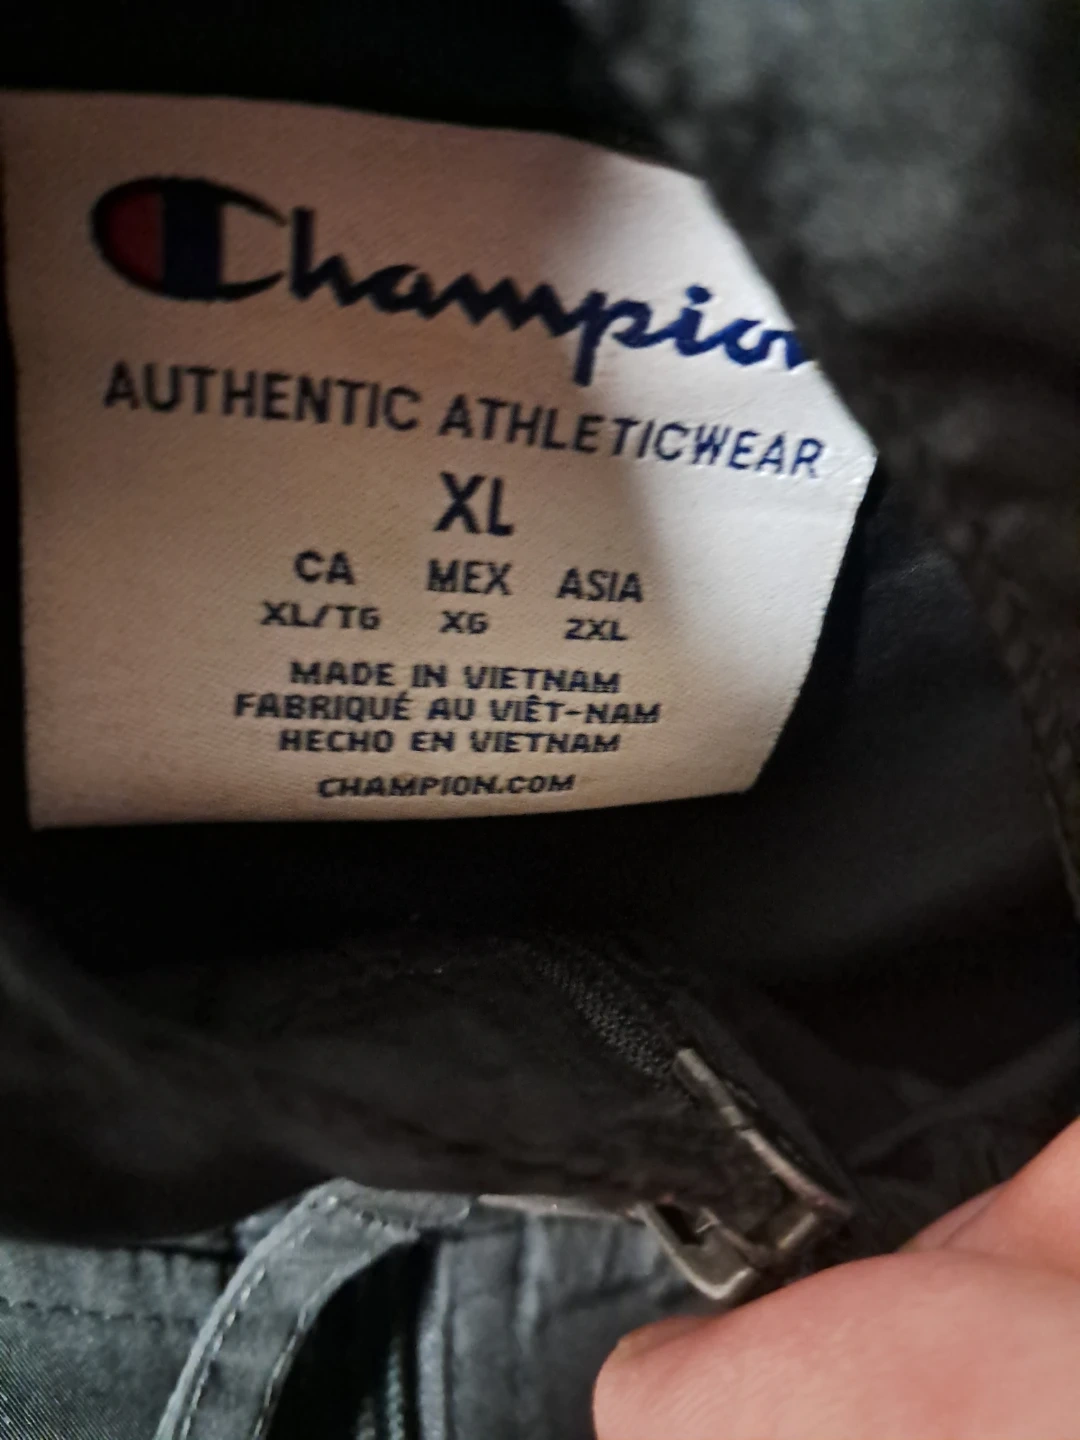 Champion
AUTHENTIC ATHLETICWEAR
XL
CA MEX ASIA
XL/TG XG 2XL
MADE IN VIETNAM
FABRIQUÉ AU VIÊT-NAM
HECHO EN VIETNAM
CHAMPION.COM